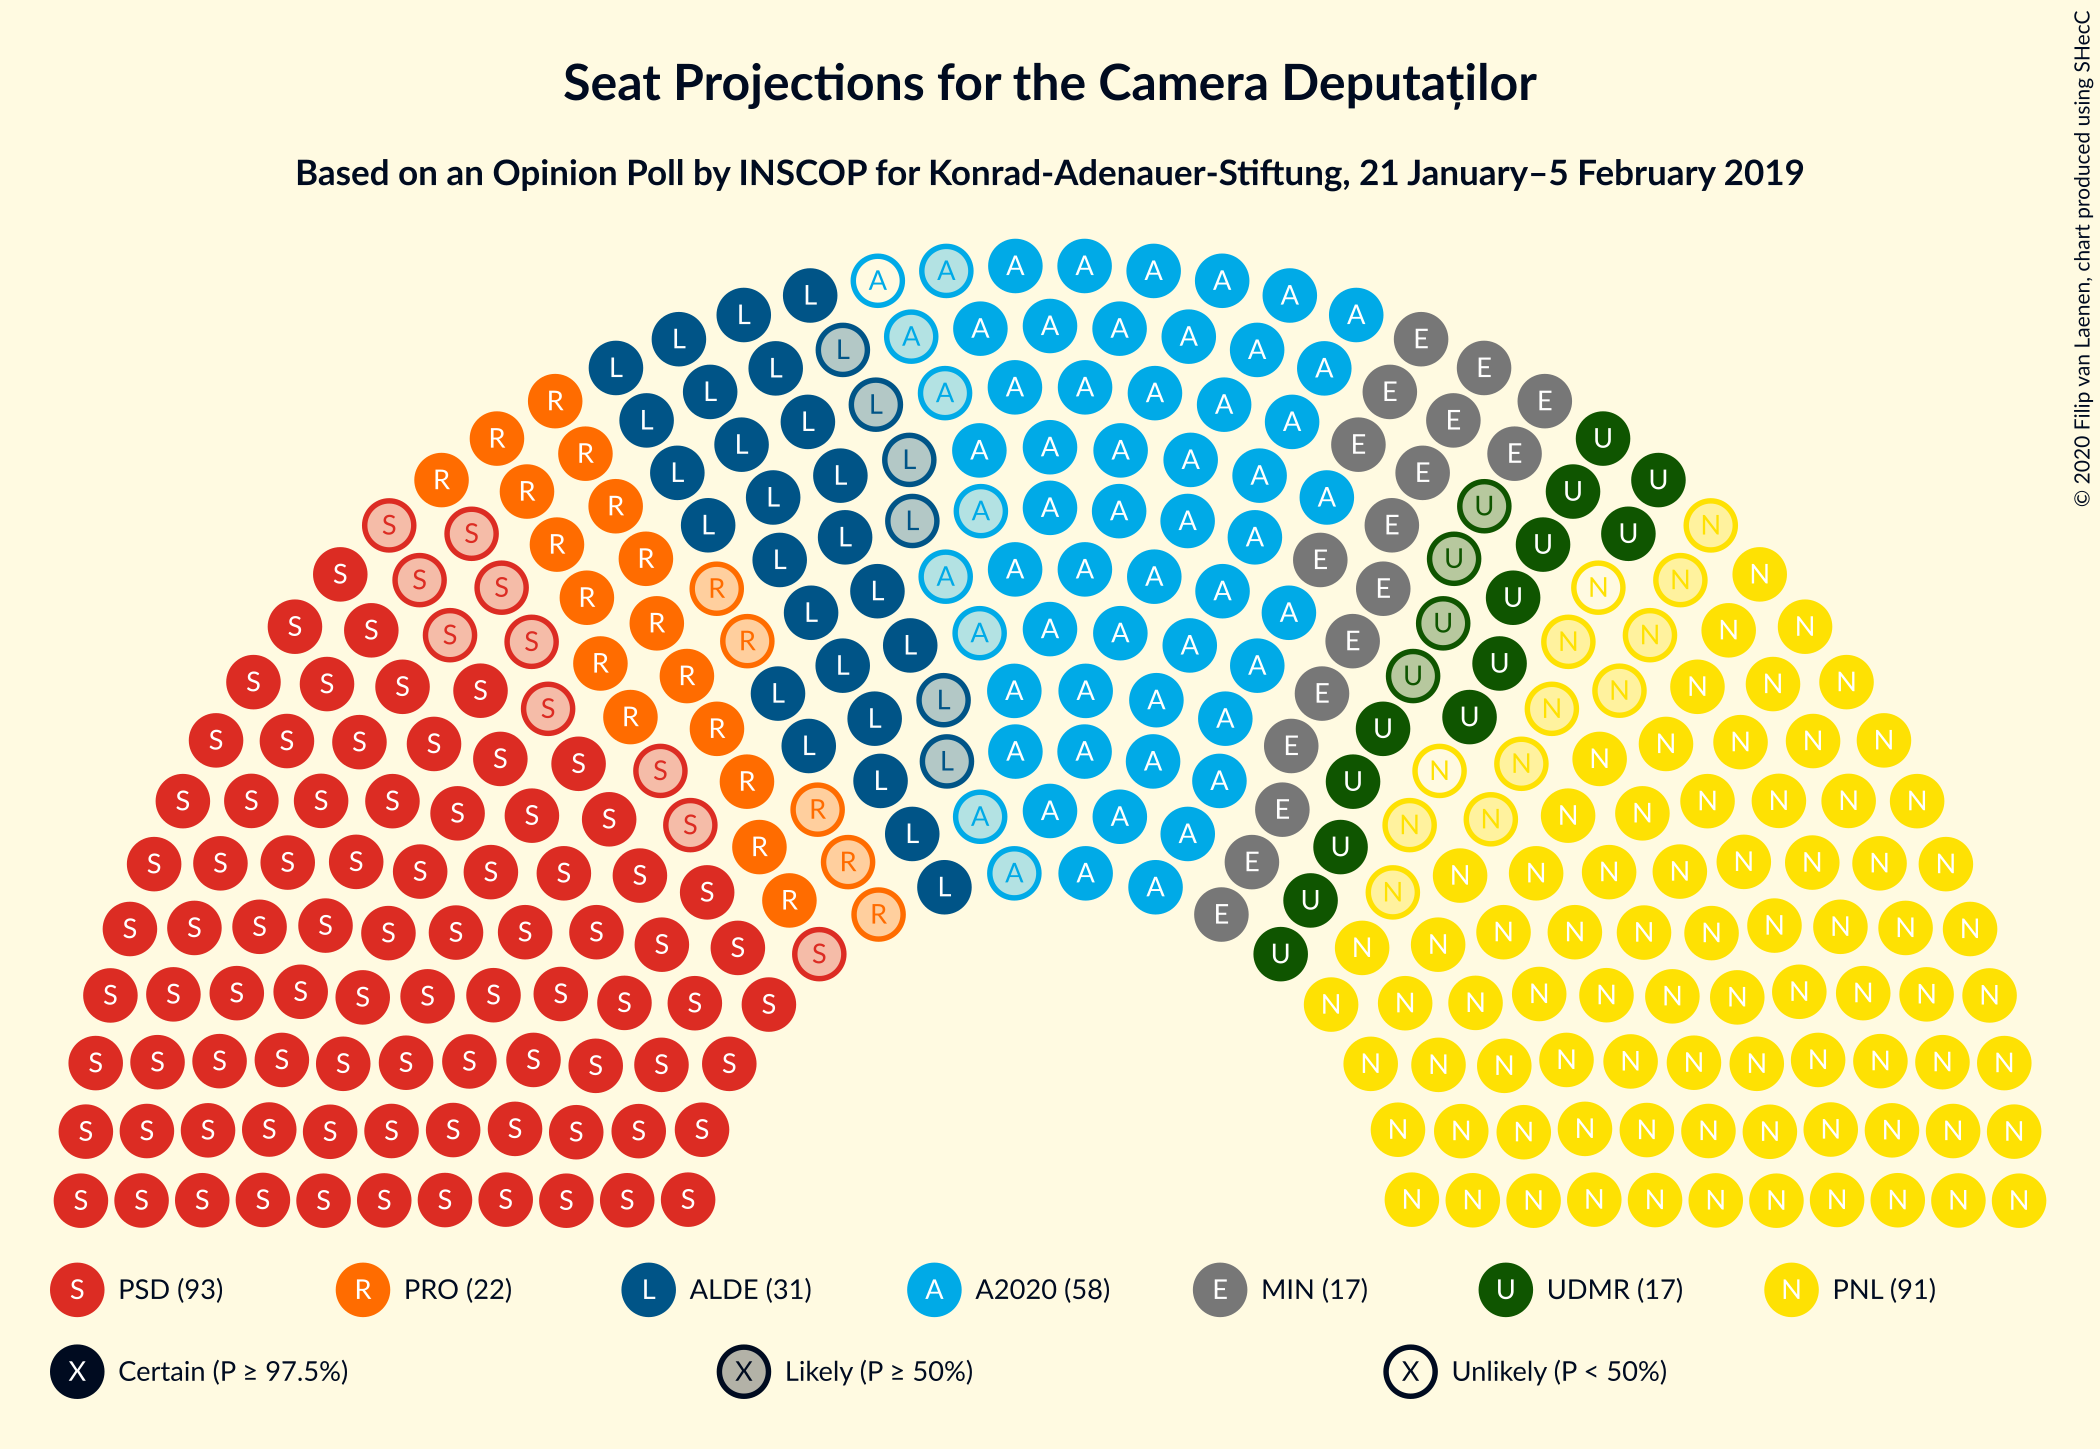 Seat Projections for the Camera Deputaților
Based on an Opinion Poll by INSCOP for Konrad-Adenauer-Stiftung, 21 January–5 February 2019
© 2020 Filip van Laenen, chart produced using SHecC
S PSD (93) R PRO (22) L ALDE (31) A A2020 (58) E MIN (17) U UDMR (17) N PNL (91)
X Certain (P ≥ 97.5%) X Likely (P ≥ 50%) X Unlikely (P < 50%)